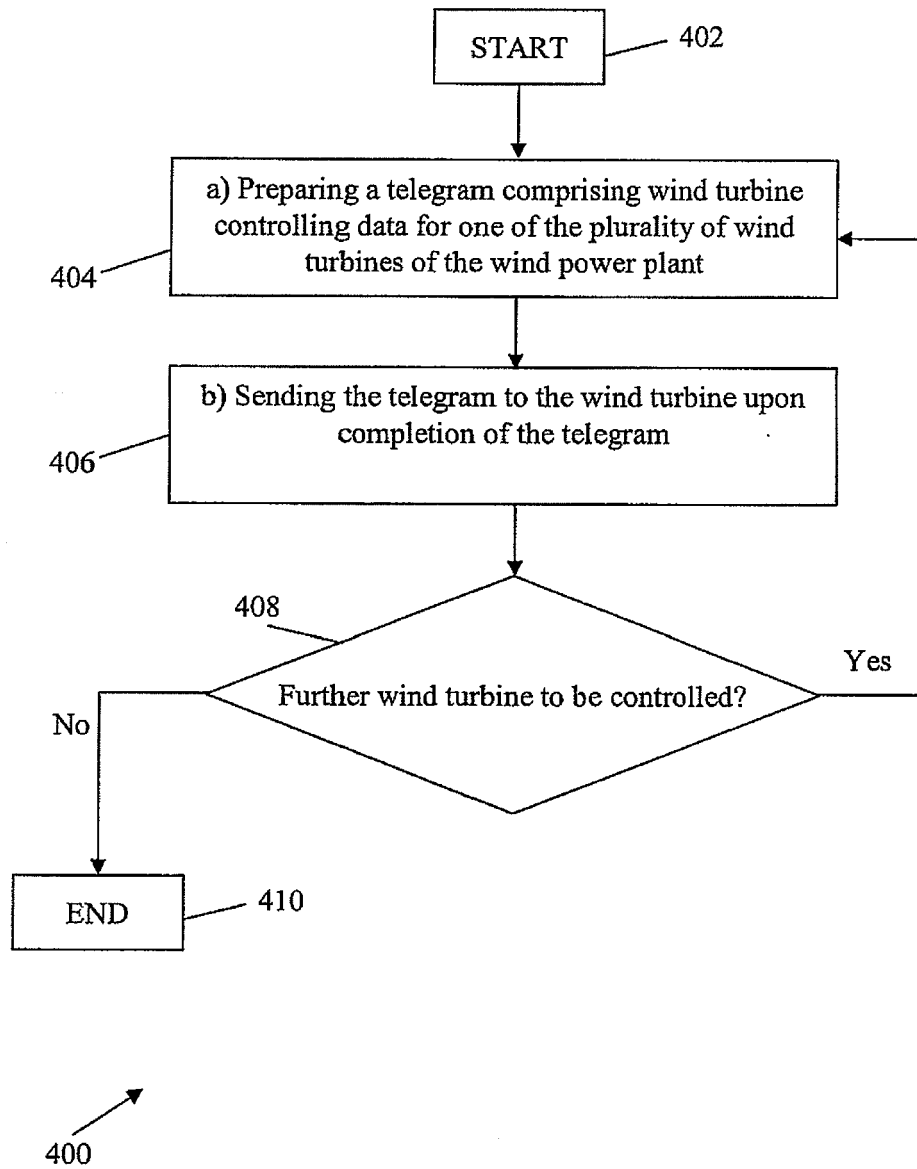 START
402
a) Preparing a telegram comprising wind turbine
controlling data for one of the plurality of wind
turbines of the wind power plant
404
b) Sending the telegram to the wind turbine upon
completion of the telegram
406
408
Further wind turbine to be controlled?
Yes
No
END
410
400